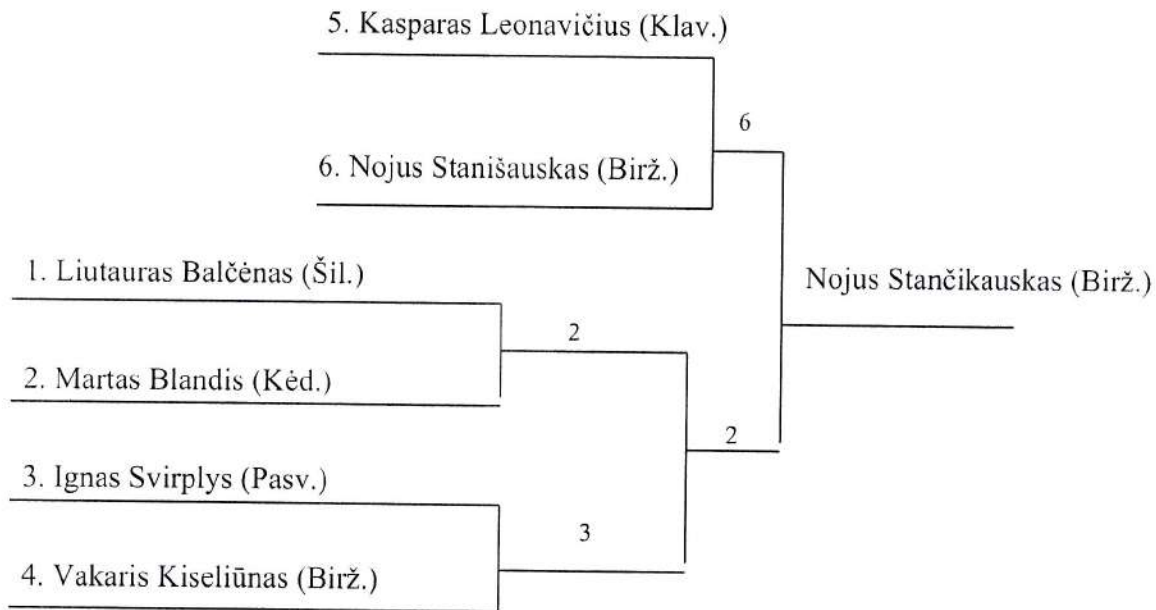 5. Kasparas Leonavičius (Klav.)
6
6. Nojus Stanišauskas (Birž.)
1. Liutauras Balčėnas (Šil.)
Nojus Stančikauskas (Birž.)
2
2. Martas Blandis (Kėd.)
2
3. Ignas Svirplys (Pasv.)
3
4. Vakaris Kiseliūnas (Birž.)